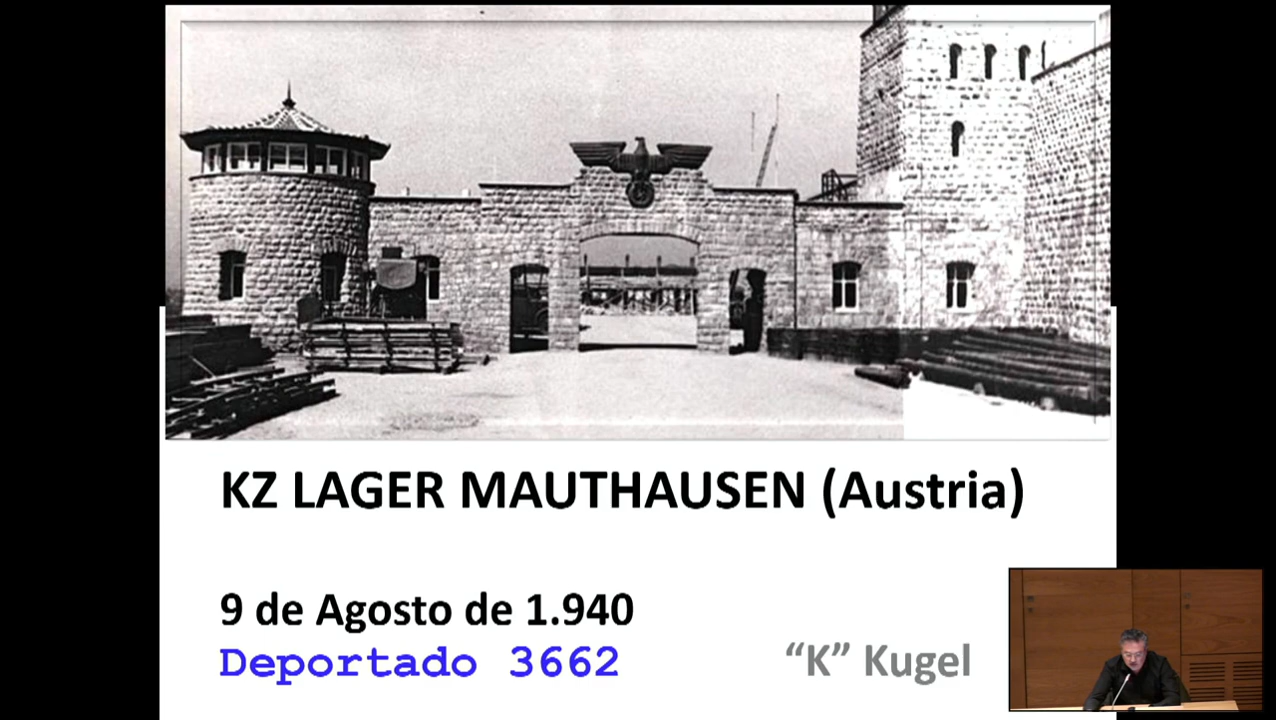 KZ LAGER MAUTHAUSEN (Austria)
9 de Agosto de 1.940
Deportado 3662
“K” Kugel